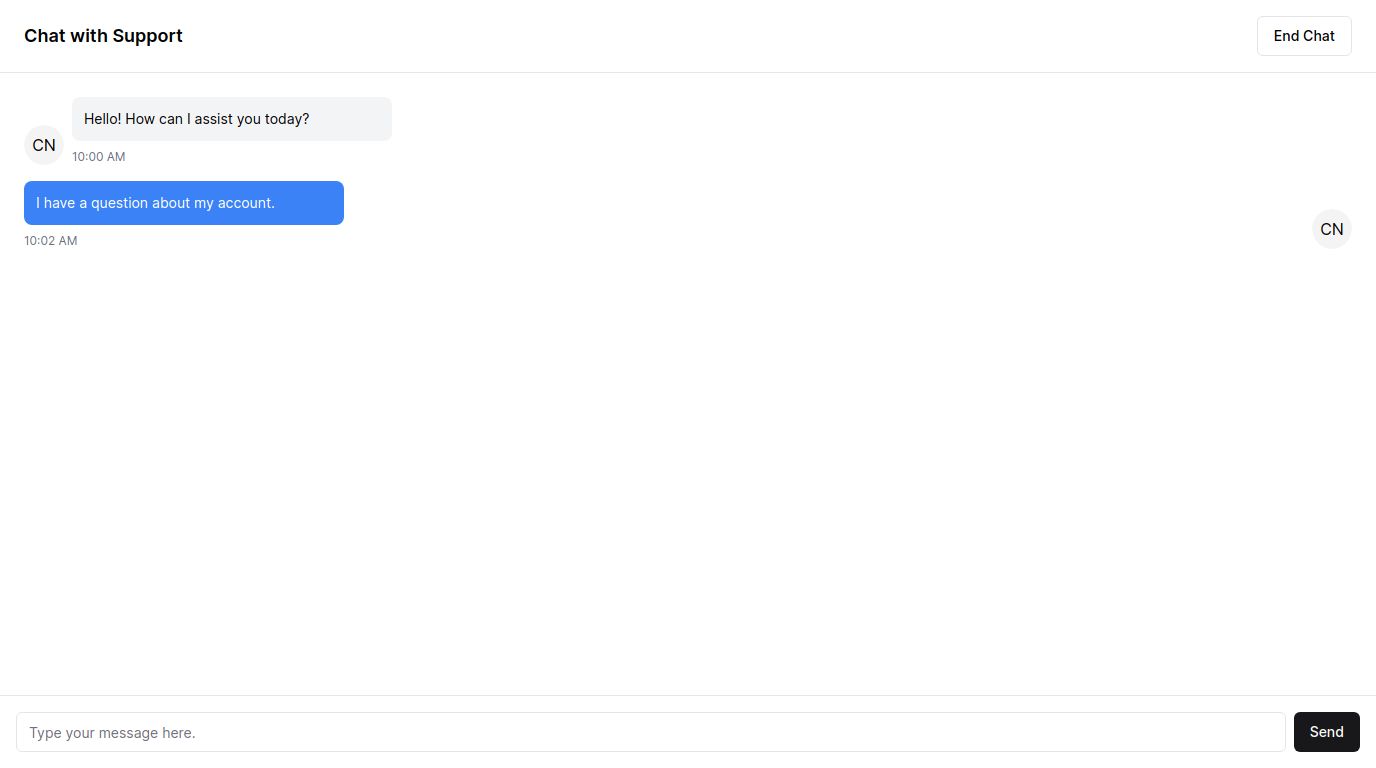 Chat with Support
End Chat
Hello! How can I assist you today?
CN
10:00 AM
I have a question about my account.
10:02 AM
CN
Type your message here.
Send